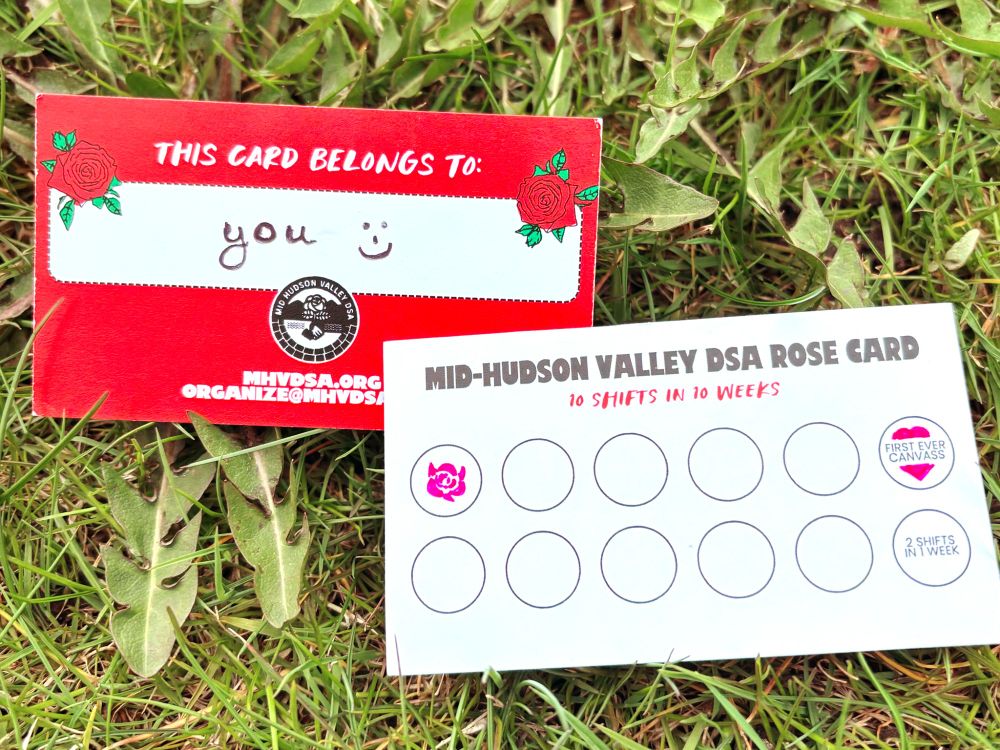 THIS CARD BELONGS TO:
you
MID HUDSON VALLEY DSA
MHVDSA.ORG
ORGANIZE@MHVDSA
MID-HUDSON VALLEY DSA ROSE CARD
10 SHIFTS IN 10 WEEKS
FIRST EVER
CANVASS
2 SHIFTS
IN 1 WEEK